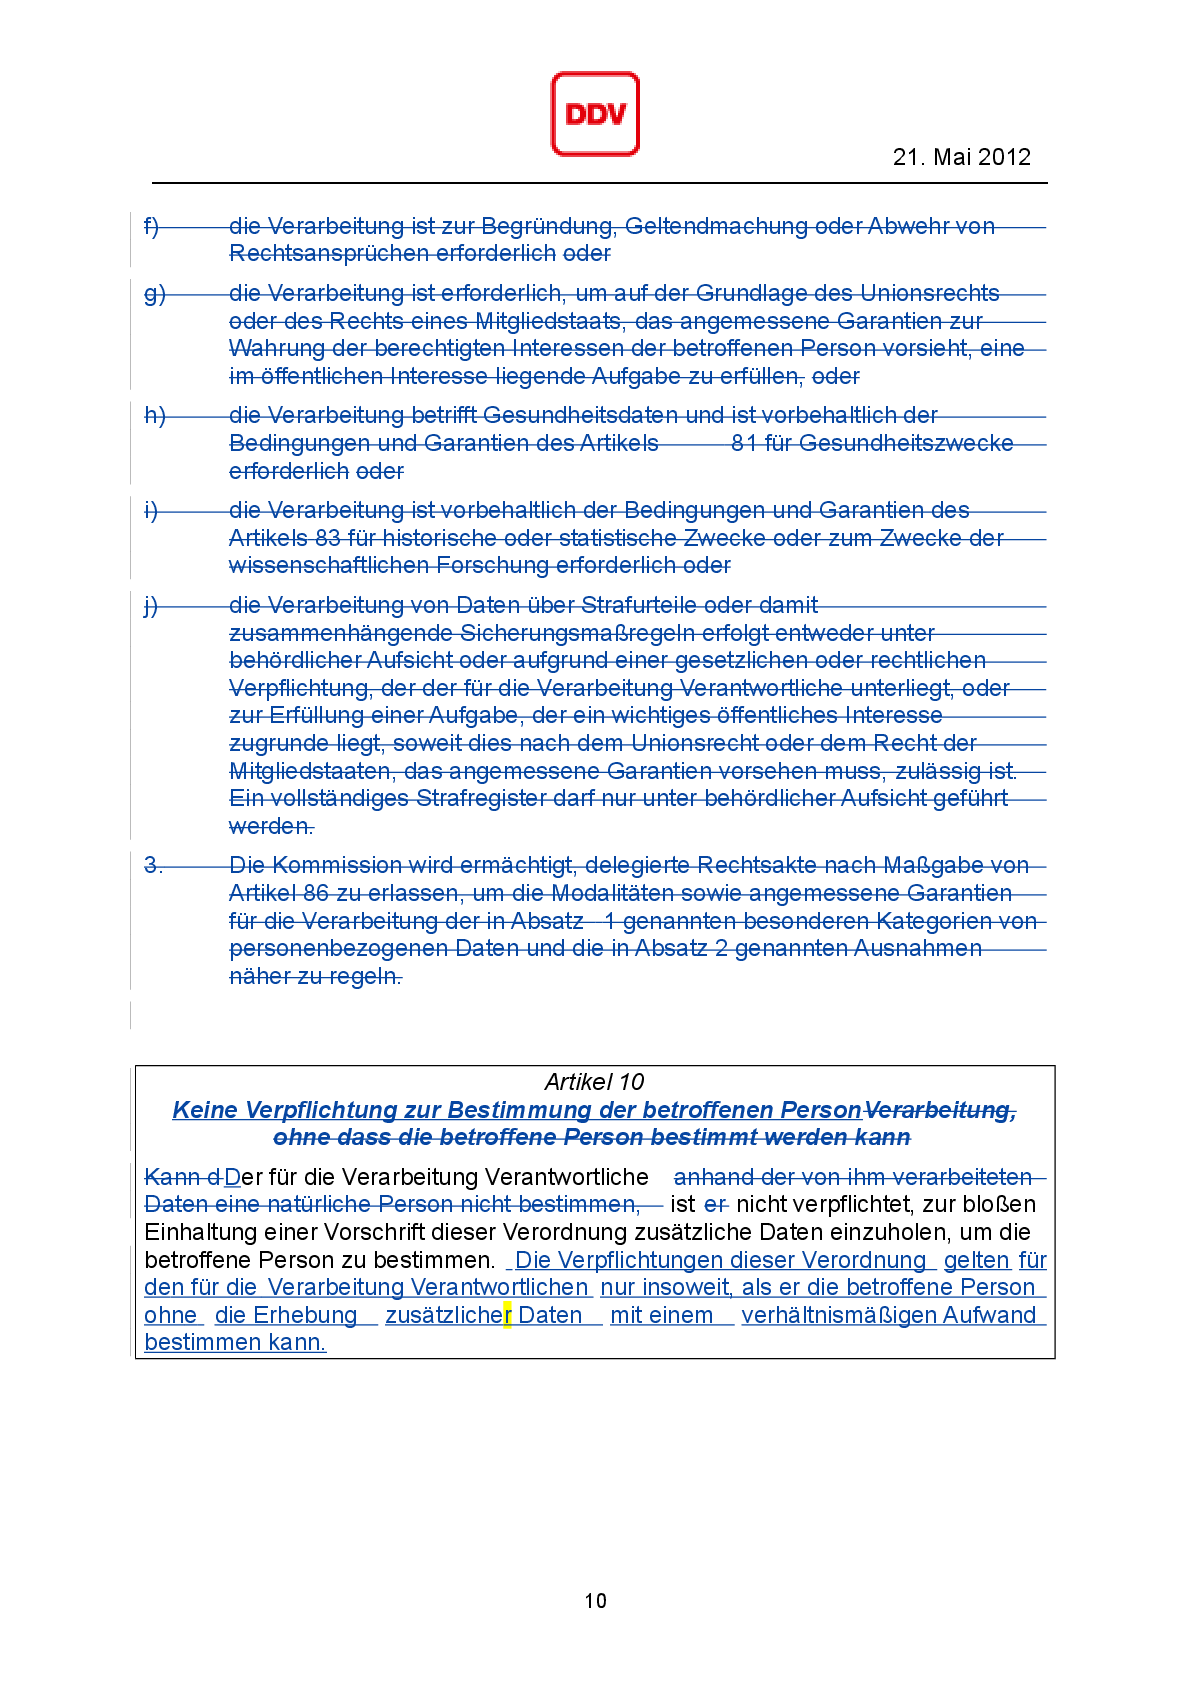 DDV
21. Mai 2012
f) die Verarbeitung ist zur Begründung, Geltendmachung oder Abwehr von
Rechtsansprüchen erforderlich oder
g) die Verarbeitung ist erforderlich, um auf der Grundlage des Unionsrechts
oder des Rechts eines Mitgliedstaats, das angemessene Garantien zur
Wahrung der berechtigten Interessen der betroffenen Person vorsieht, eine
im öffentlichen Interesse liegende Aufgabe zu erfüllen, oder
h) die Verarbeitung betrifft Gesundheitsdaten und ist vorbehaltlich der
Bedingungen und Garantien des Artikels 81 für Gesundheitszwecke
erforderlich oder
i) die Verarbeitung ist vorbehaltlich der Bedingungen und Garantien des
Artikels 83 für historische oder statistische Zwecke oder zum Zwecke der
wissenschaftlichen Forschung erforderlich oder
j) die Verarbeitung von Daten über Strafurteile oder damit
zusammenhängende Sicherungsmaßregeln erfolgt entweder unter
behördlicher Aufsicht oder aufgrund einer gesetzlichen oder rechtlichen
Verpflichtung, der der für die Verarbeitung Verantwortliche unterliegt, oder
zur Erfüllung einer Aufgabe, der ein wichtiges öffentliches Interesse
zugrunde liegt, soweit dies nach dem Unionsrecht oder dem Recht der
Mitgliedstaaten, das angemessene Garantien vorsehen muss, zulässig ist.
Ein vollständiges Strafregister darf nur unter behördlicher Aufsicht geführt
werden.
3. Die Kommission wird ermächtigt, delegierte Rechtsakte nach Maßgabe von
Artikel 86 zu erlassen, um die Modalitäten sowie angemessene Garantien
für die Verarbeitung der in Absatz 1 genannten besonderen Kategorien von
personenbezogenen Daten und die in Absatz 2 genannten Ausnahmen
näher zu regeln.
Artikel 10
Keine Verpflichtung zur Bestimmung der betroffenen PersonVerarbeitung,
ohne dass die betroffene Person bestimmt werden kann
Kann dDer für die Verarbeitung Verantwortliche anhand der von ihm verarbeiteten
Daten eine natürliche Person nicht bestimmen, ist er nicht verpflichtet, zur bloßen
Einhaltung einer Vorschrift dieser Verordnung zusätzliche Daten einzuholen, um die
betroffene Person zu bestimmen. Die Verpflichtungen dieser Verordnung gelten für
den für die Verarbeitung Verantwortlichen nur insoweit, als er die betroffene Person
ohne die Erhebung zusätzlicher Daten mit einem verhältnismäßigen Aufwand
bestimmen kann.
10